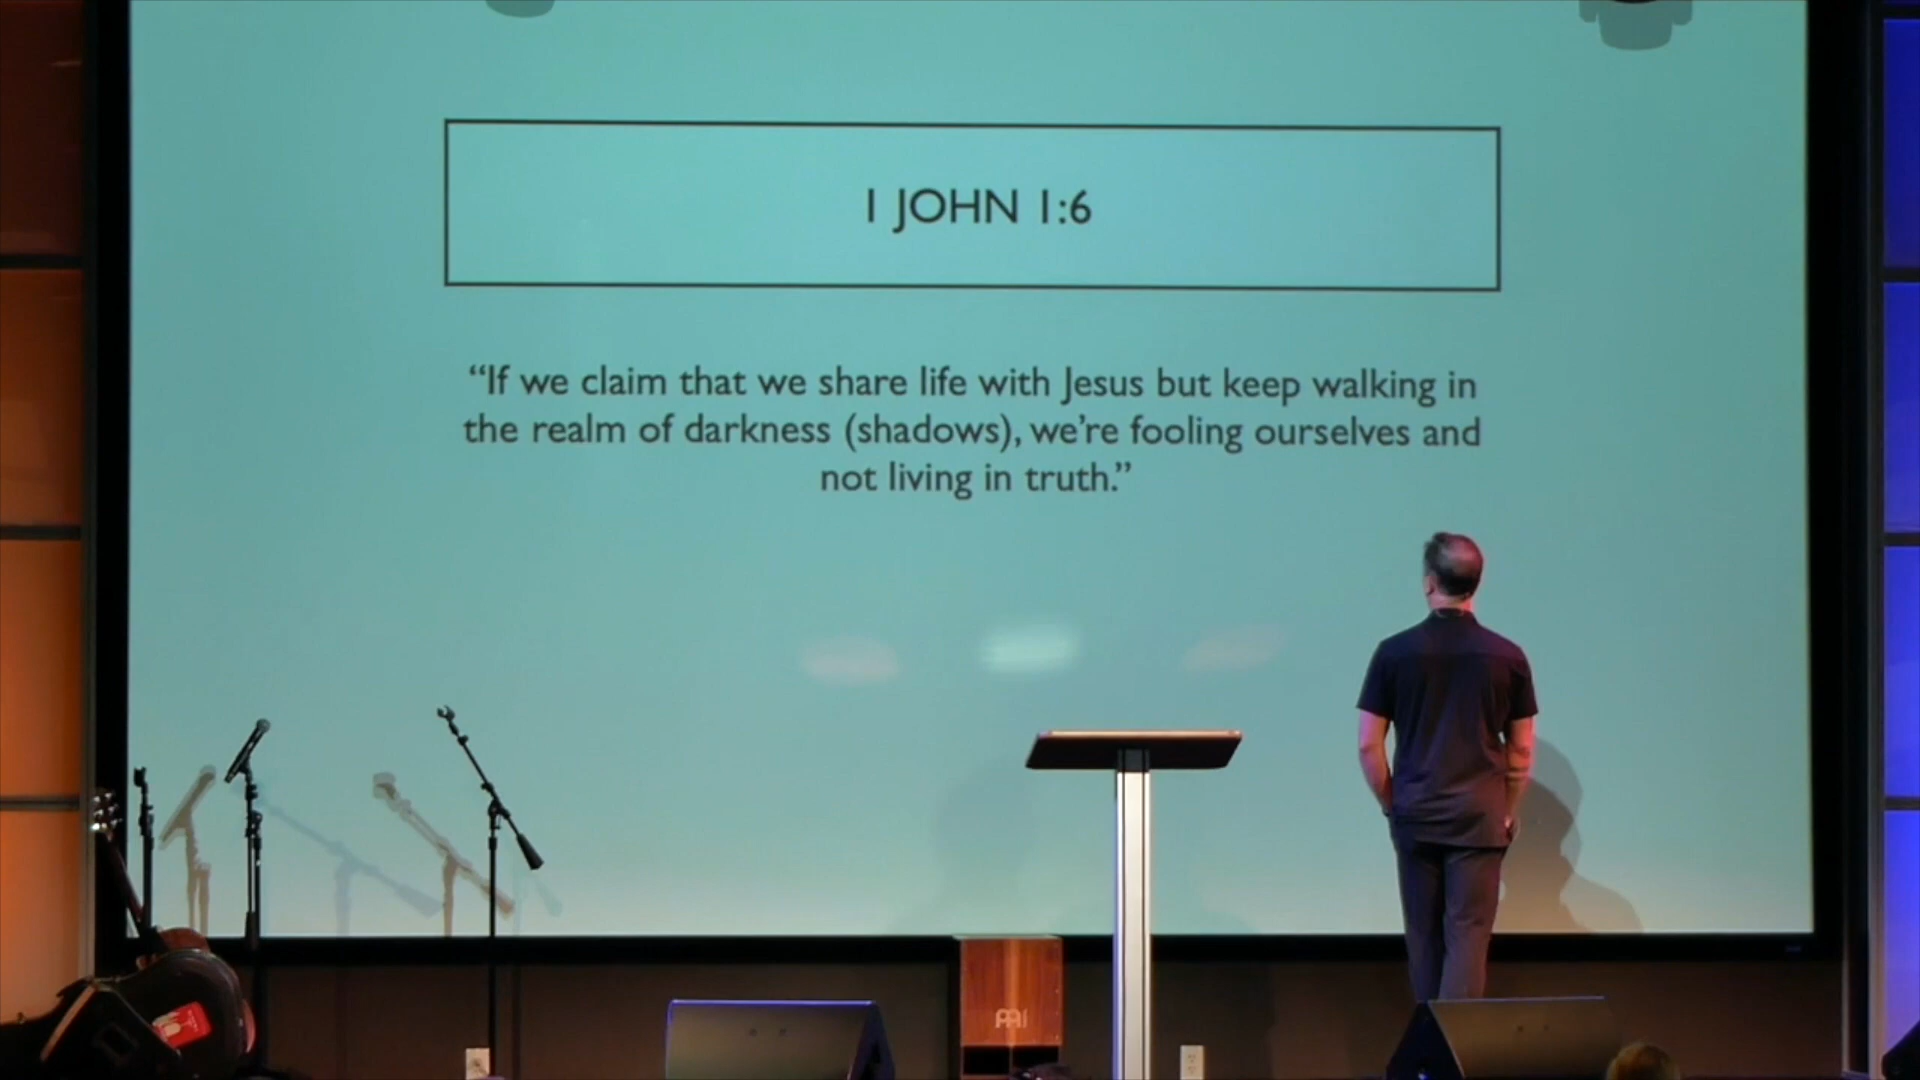 1 JOHN 1:6
“If we claim that we share life with Jesus but keep walking in
the realm of darkness (shadows), we’re fooling ourselves and
not living in truth.”